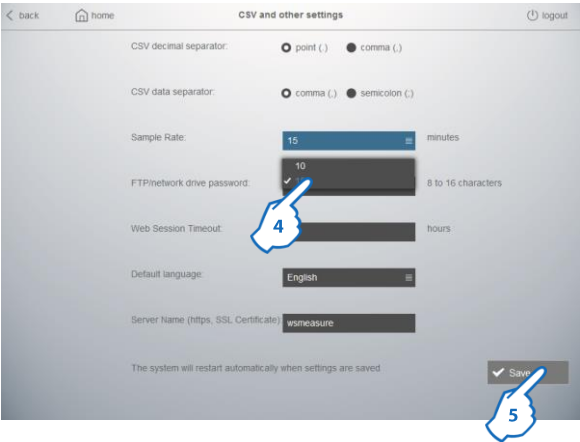 back home CSV and other settings logout
CSV decimal separator: point (.) comma (.)
CSV data separator: comma (.) semicolon (;)
Sample Rate: 15 minutes
10
FTP/network drive password: 8 to 16 characters
4
Web Session Timeout: hours
Default language: English
Server Name (https, SSL Certificate): wsmeasure
The system will restart automatically when settings are saved
Save
5